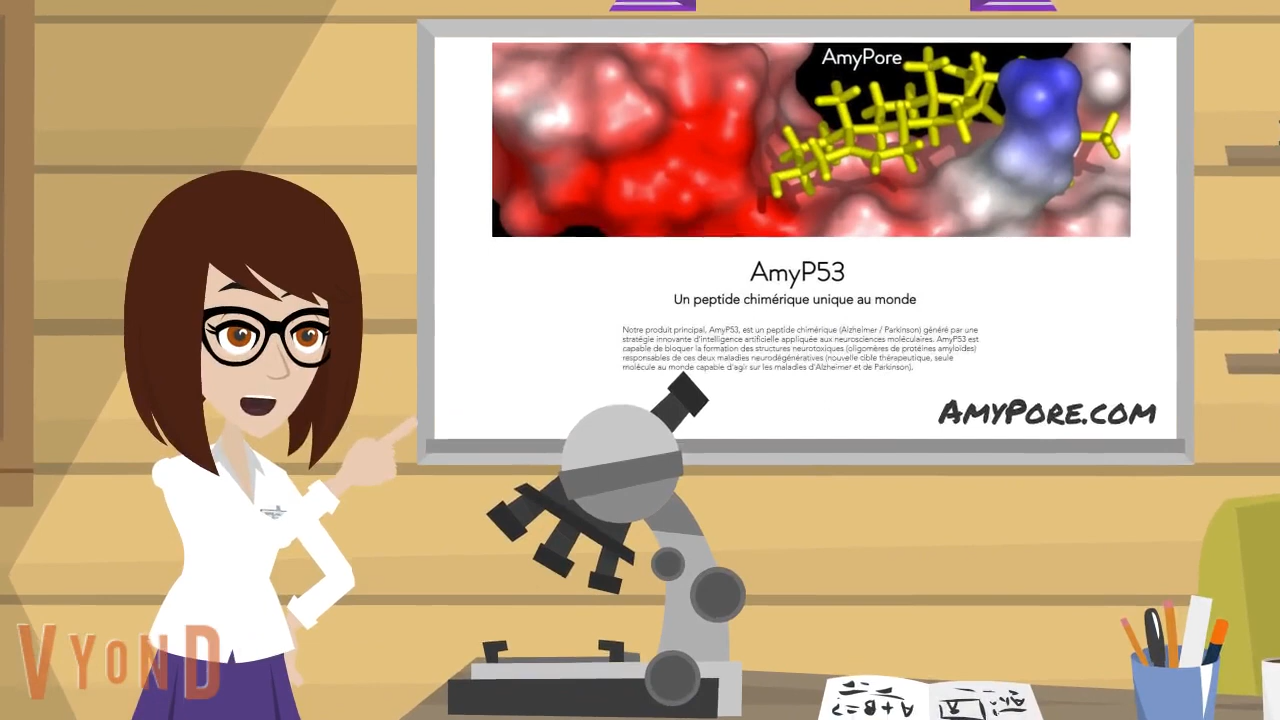 AmyPore
AmyP53
Un peptide chimérique unique au monde
Notre produit principal, AmyP53, est un peptide chimérique (Alzheimer / Parkinson) généré par une
stratégie innovante d'intelligence artificielle appliquée aux neurosciences moléculaires. AmyP53 est
capable de bloquer la formation des structures neurotoxiques (oligomères de protéines amyloïdes)
responsables de ces deux maladies neurodégénératives (nouvelle cible thérapeutique, seule
molécule au monde capable d'agir sur les maladies d'Alzheimer et de Parkinson),
AmyPore.com
VYOND
A+B=?